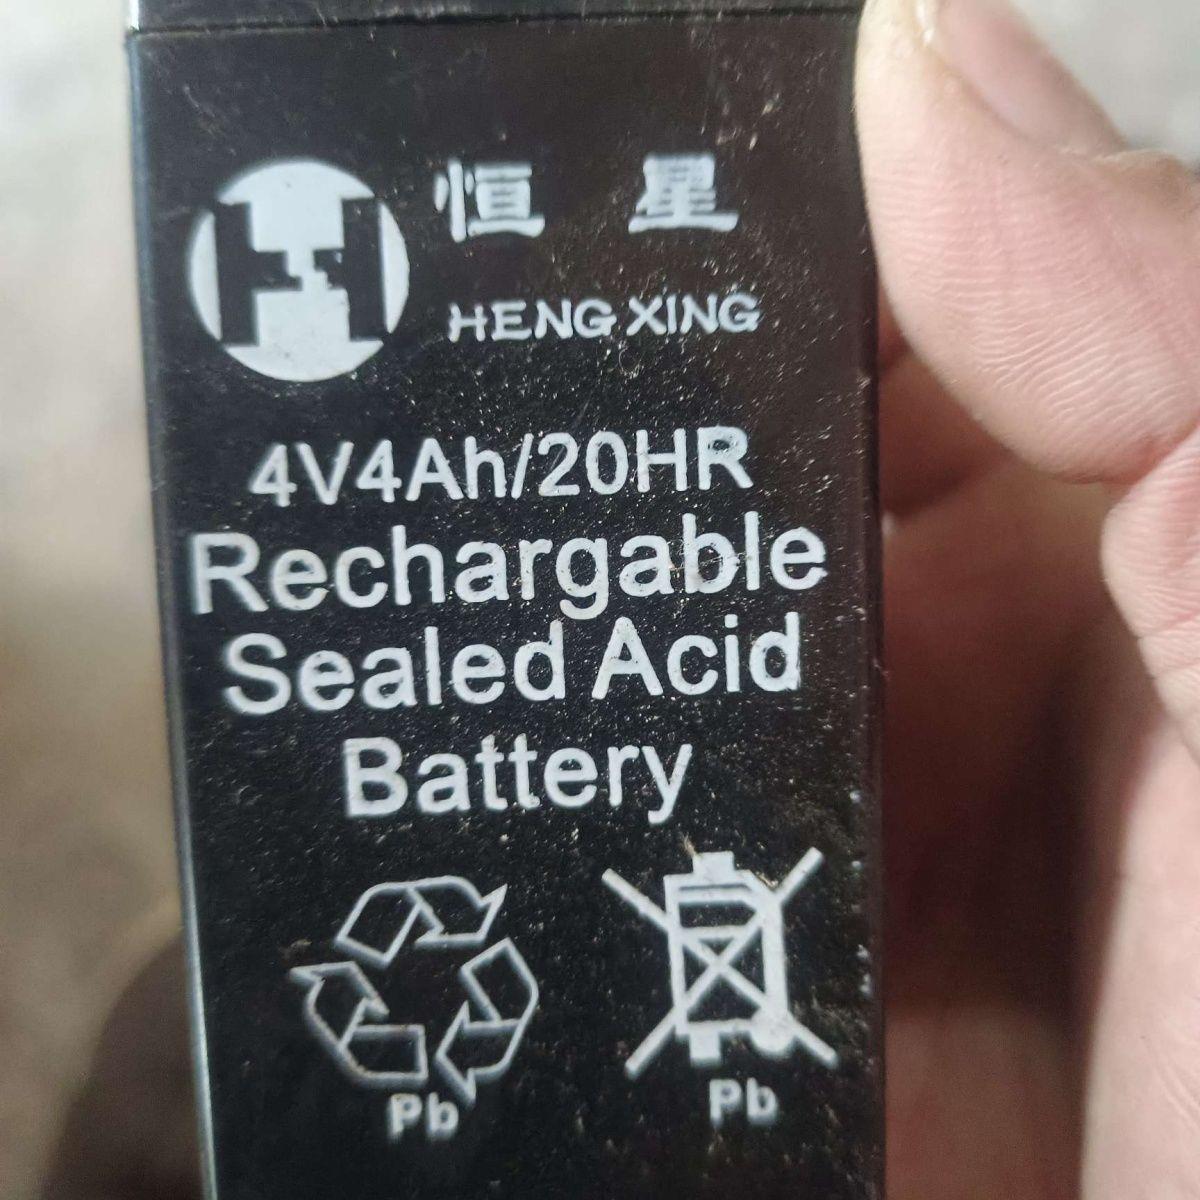 恒星
HENG XING
4V4Ah/20HR
Rechargable
Sealed Acid
Battery
Pb
Pb